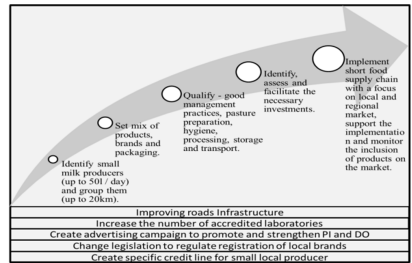 Identify small
milk producers
(up to 50l / day)
and group them
(up to 20km).
Set mix of
products,
brands and
packaging.
Qualify - good
management
practices, pasture
preparation,
hygiene,
processing, storage
and transport.
Identify,
assess and
facilitate the
necessary
investments.
Implement
short food
supply chain
with a focus
on local and
regional
market,
support the
implementatio
n and monitor
the inclusion
of products on
the market.
Improving roads Infrastructure
Increase the number of accredited laboratories
Create advertising campaign to promote and strengthen PI and DO
Change legislation to regulate registration of local brands
Create specific credit line for small local producer